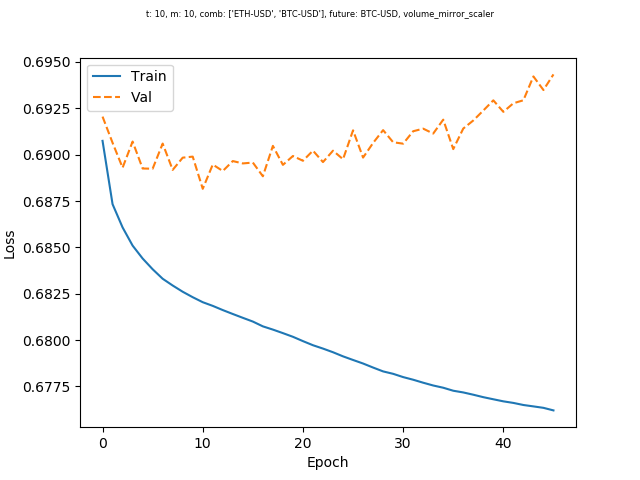 t: 10, m: 10, comb: ['ETH-USD', 'BTC-USD'], future: BTC-USD, volume_mirror_scaler
0.6950
0.6925
0.6900
0.6875
0.6850
0.6825
0.6800
0.6775
Loss
Train
Val
0
10
20
30
40
Epoch